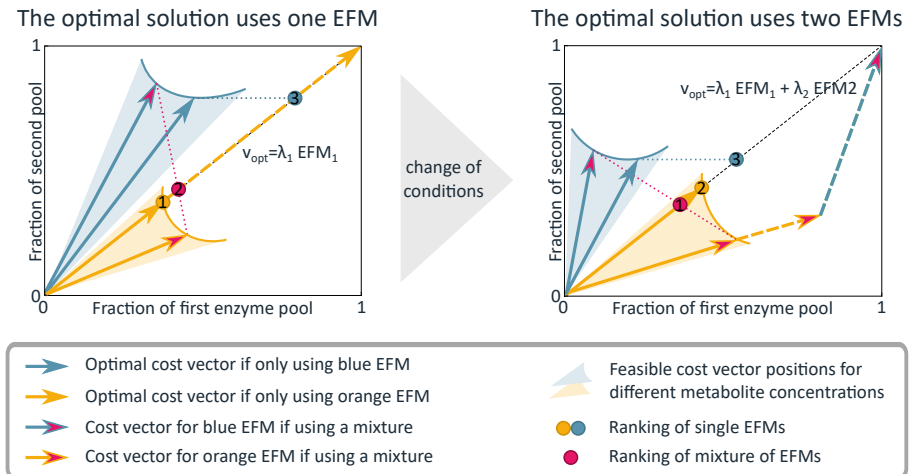 The optimal solution uses one EFM
The optimal solution uses two EFMs
1
Fraction of second pool
3
v_opt=λ_1 EFM_1
2
1
0
0
Fraction of first enzyme pool
1
change of
conditions
1
Fraction of second pool
v_opt=λ_1 EFM_1 + λ_2 EFM2
3
2
1
0
0
Fraction of first enzyme pool
1
Optimal cost vector if only using blue EFM
Optimal cost vector if only using orange EFM
Cost vector for blue EFM if using a mixture
Cost vector for orange EFM if using a mixture
Feasible cost vector positions for
different metabolite concentrations
Ranking of single EFMs
Ranking of mixture of EFMs